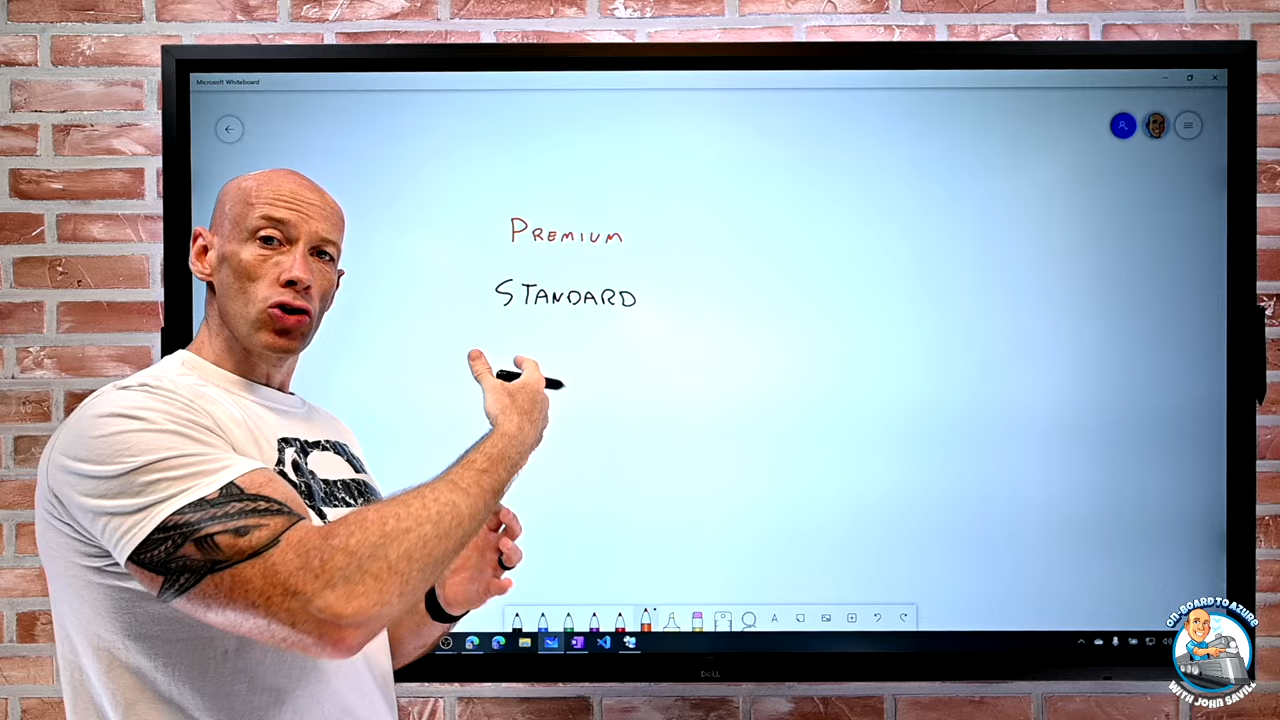 Microsoft Whiteboard
PREMIUM
STANDARD
DELL
ON-BOARD TO AZURE
WITH JOHN SAVILL